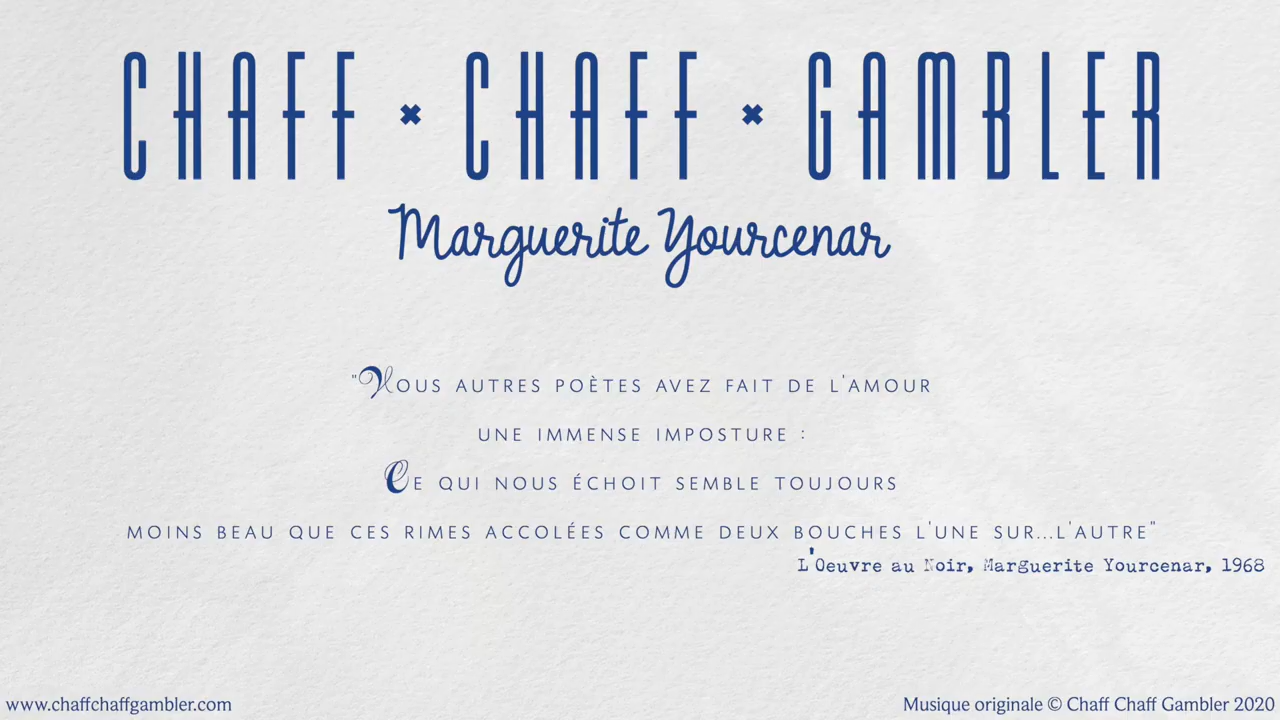 CHAFF × CHAFF × GAMBLER
Marguerite Yourcenar
"Vous autres poètes avez fait de l'amour
une immense imposture :
Ce qui nous échoit semble toujours
moins beau que ces rimes accolées comme deux bouches l'une sur...l'autre"
L'Oeuvre au Noir, Marguerite Yourcenar, 1968
www.chaffchaffgambler.com
Musique originale © Chaff Chaff Gambler 2020